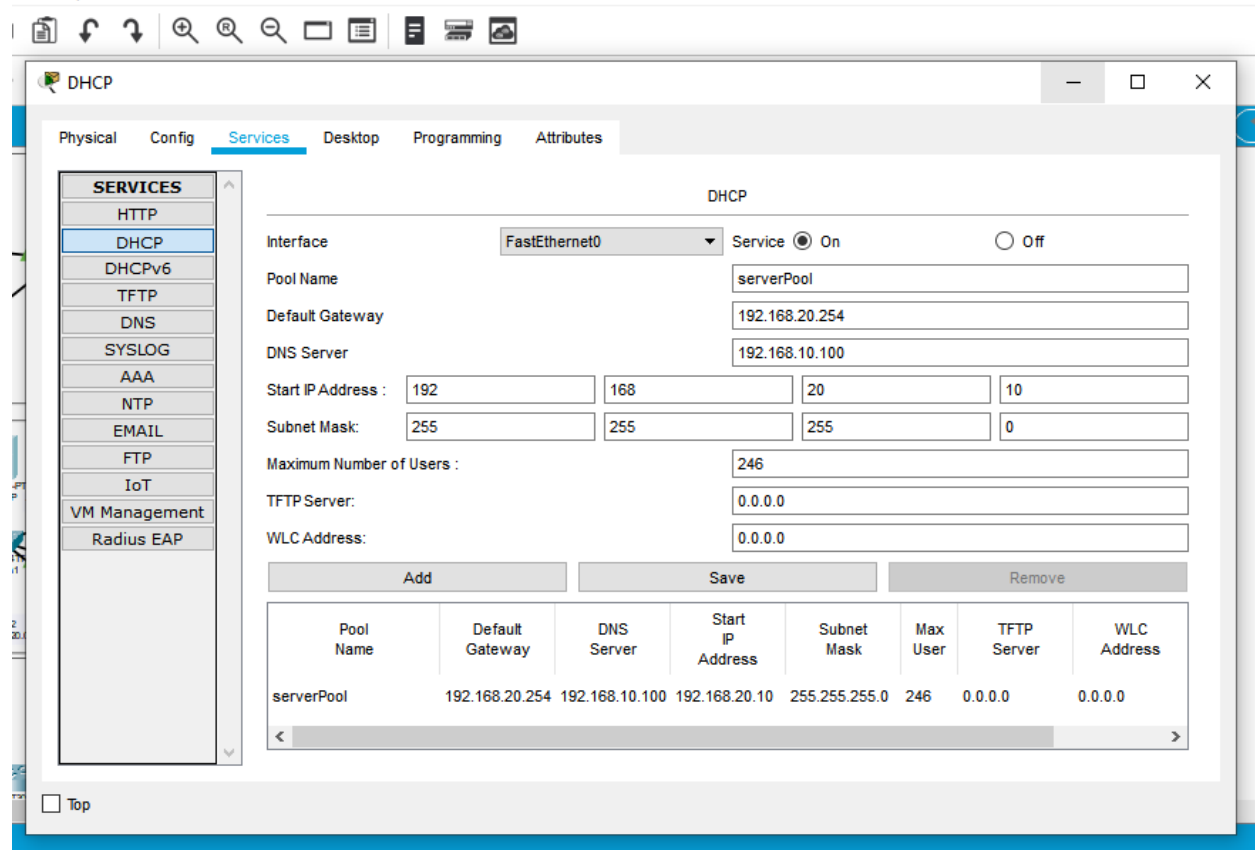 DHCP
Physical Config Services Desktop Programming Attributes
SERVICES
HTTP
DHCP
DHCPv6
TFTP
DNS
SYSLOG
AAA
NTP
EMAIL
FTP
IoT
VM Management
Radius EAP
DHCP
Interface FastEthernet0 Service On Off
Pool Name serverPool
Default Gateway 192.168.20.254
DNS Server 192.168.10.100
Start IP Address : 192 168 20 10
Subnet Mask: 255 255 255 0
Maximum Number of Users : 246
TFTP Server: 0.0.0.0
WLC Address: 0.0.0.0
Add Save Remove
Pool Name Default Gateway DNS Server Start IP Address Subnet Mask Max User TFTP Server WLC Address
serverPool 192.168.20.254 192.168.10.100 192.168.20.10 255.255.255.0 246 0.0.0.0 0.0.0.0
Top